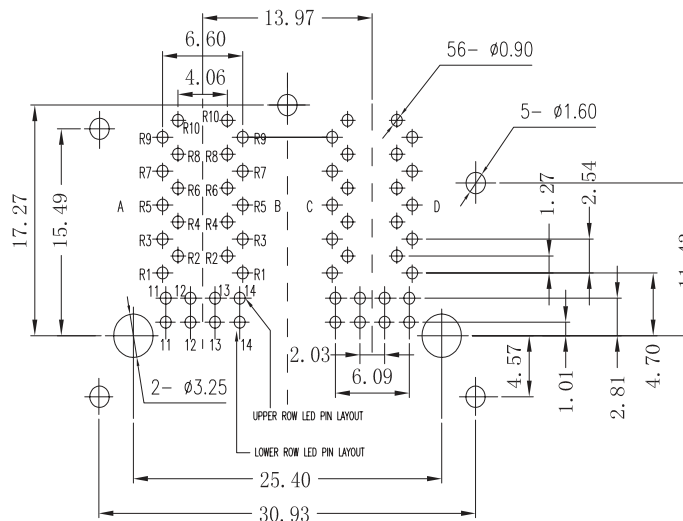 13.97
6.60
56- ø0.90
4.06
5- ø1.60
R10 R10
R9 R9
R8 R8
R7 R7
R6 R6
A R5 R5 B C D
R4 R4
R3 R3
R2 R2
R1 R1
17.27
15.49
1.27
2.54
11 12 13 14
11 12 13 14
2.03
6.09
4.57
1.01
2.81
4.70
2- ø3.25
UPPER ROW LED PIN LAYOUT
LOWER ROW LED PIN LAYOUT
25.40
30.93